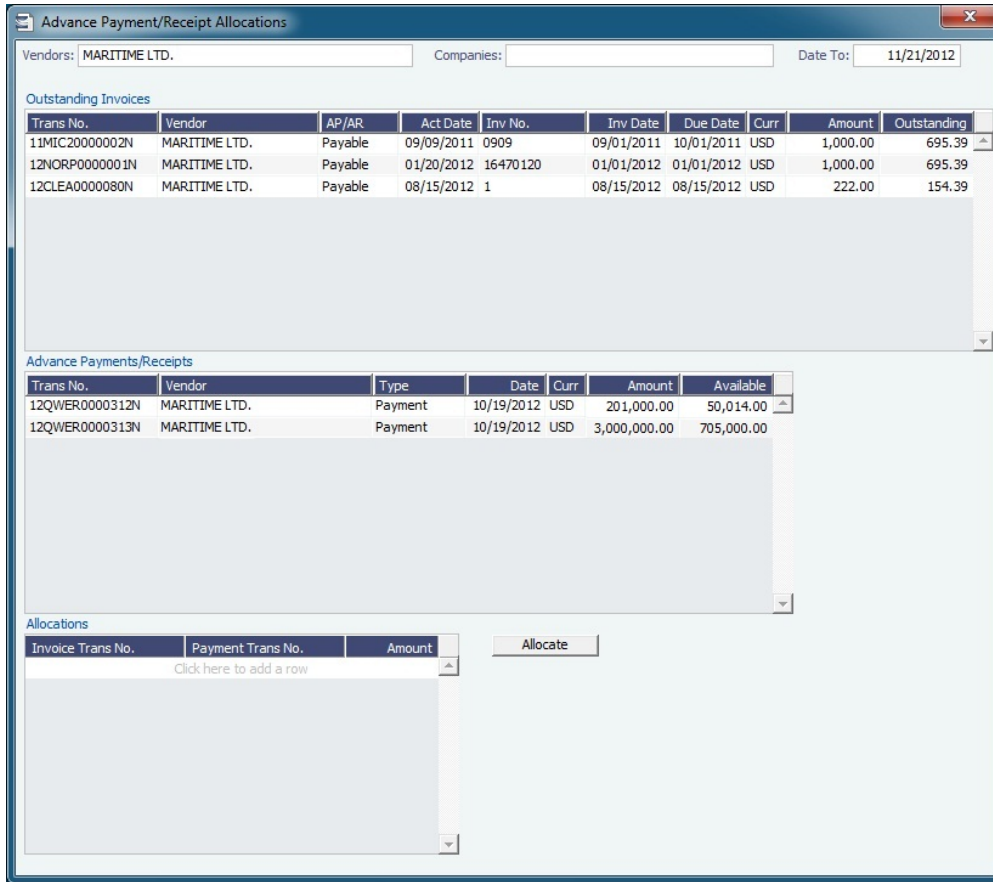 Advance Payment/Receipt Allocations
Vendors: MARITIME LTD. Companies: Date To: 11/21/2012
Outstanding Invoices
Trans No. Vendor AP/AR Act Date Inv No. Inv Date Due Date Curr Amount Outstanding
11MIC20000002N MARITIME LTD. Payable 09/09/2011 0909 09/01/2011 10/01/2011 USD 1,000.00 695.39
12NORP0000001N MARITIME LTD. Payable 01/20/2012 16470120 01/01/2012 01/01/2012 USD 1,000.00 695.39
12CLEA0000080N MARITIME LTD. Payable 08/15/2012 1 08/15/2012 08/15/2012 USD 222.00 154.39
Advance Payments/Receipts
Trans No. Vendor Type Date Curr Amount Available
12QWER0000312N MARITIME LTD. Payment 10/19/2012 USD 201,000.00 50,014.00
12QWER0000313N MARITIME LTD. Payment 10/19/2012 USD 3,000,000.00 705,000.00
Allocations
Invoice Trans No. Payment Trans No. Amount Allocate
Click here to add a row